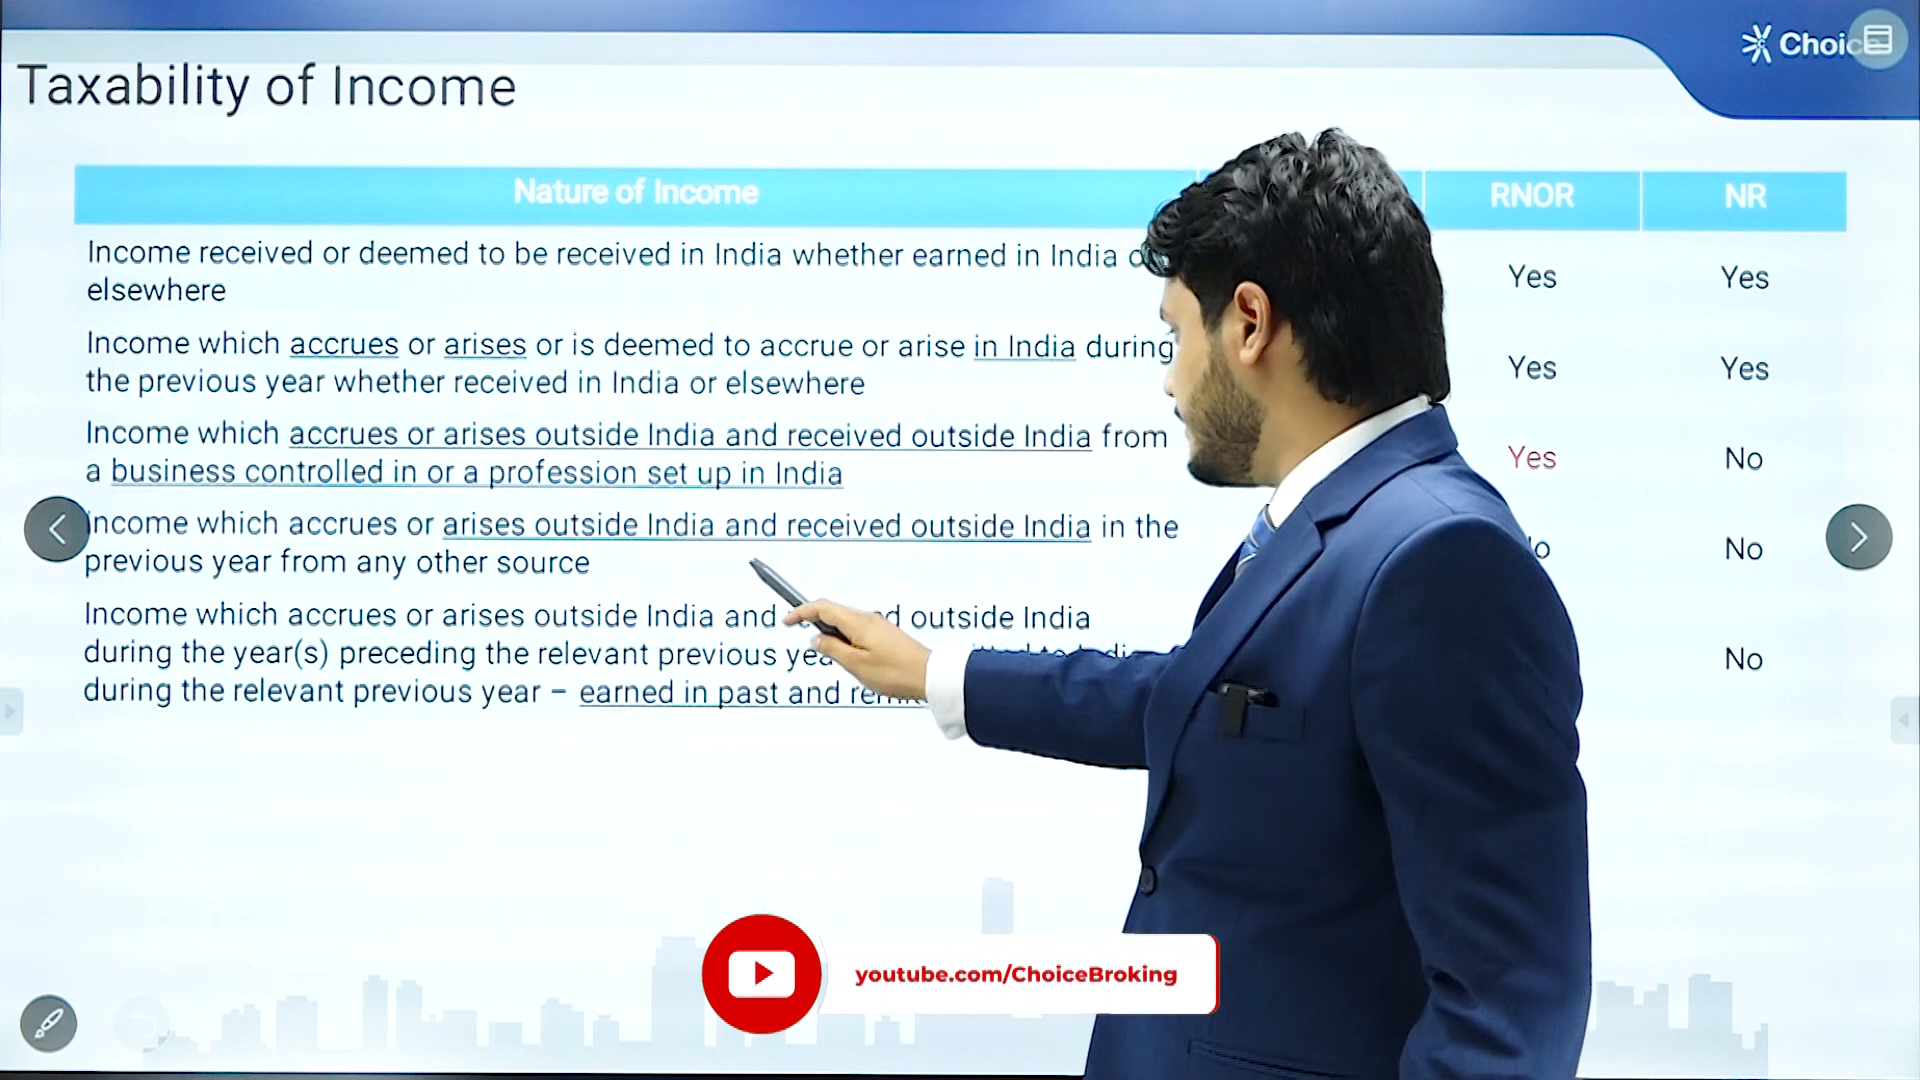 Choice
Taxability of Income
Nature of Income RNOR NR
Income received or deemed to be received in India whether earned in India
elsewhere
Yes Yes
Income which accrues or arises or is deemed to accrue or arise in India during
the previous year whether received in India or elsewhere
Yes Yes
Income which accrues or arises outside India and received outside India from
a business controlled in or a profession set up in India
Yes No
Income which accrues or arises outside India and received outside India in the
previous year from any other source
No
Income which accrues or arises outside India and outside India
during the year(s) preceding the relevant previous
during the relevant previous year – earned in past and
No
youtube.com/ChoiceBroking